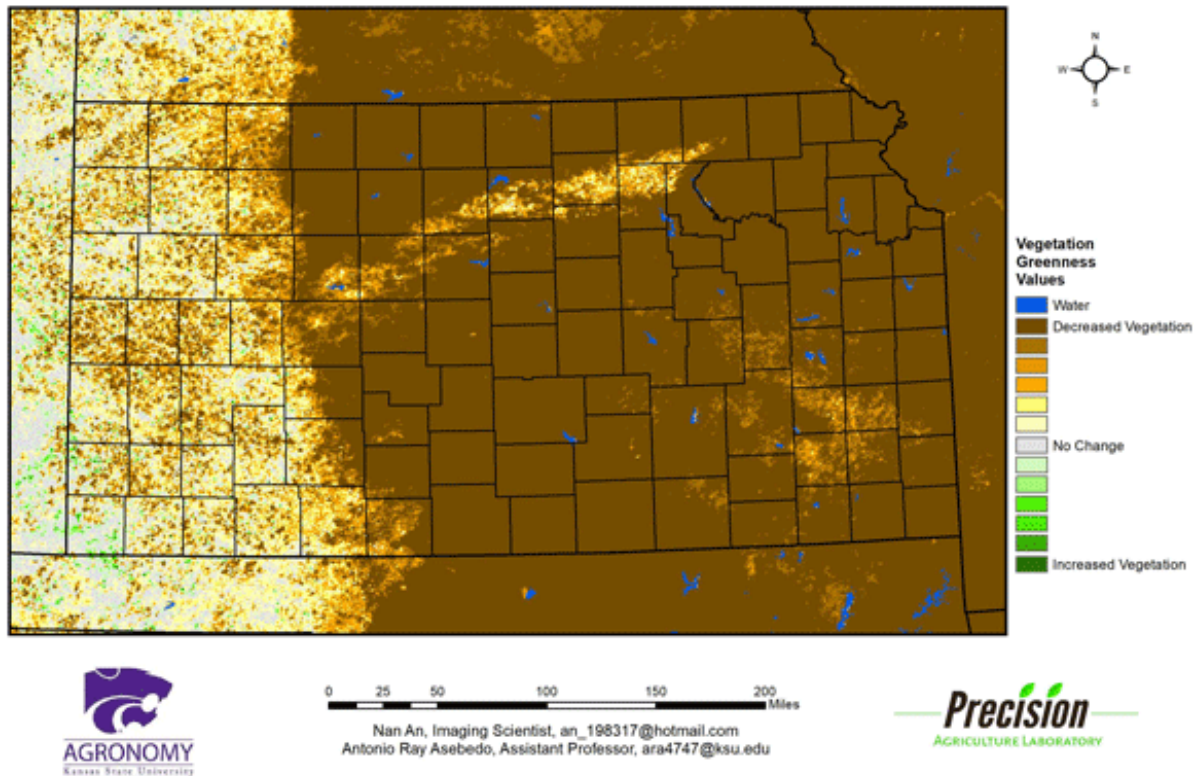 N
W E
S
Vegetation
Greenness
Values
Water
Decreased Vegetation
No Change
Increased Vegetation
0 25 50 100 150 200
Miles
Nan An, Imaging Scientist, an_198317@hotmail.com
Antonio Ray Asebedo, Assistant Professor, ara4747@ksu.edu
AGRONOMY
Kansas State University
Precision
AGRICULTURE LABORATORY